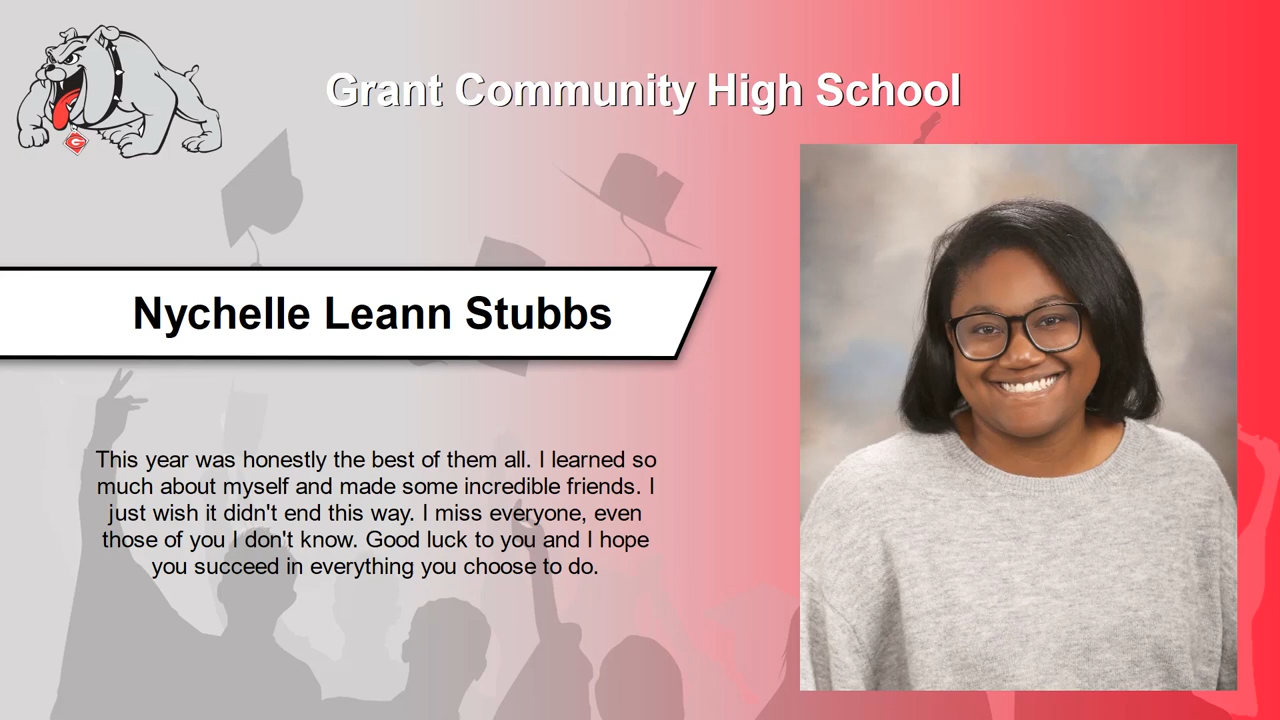 Grant Community High School
G
Nychelle Leann Stubbs
This year was honestly the best of them all. I learned so
much about myself and made some incredible friends. I
just wish it didn't end this way. I miss everyone, even
those of you I don't know. Good luck to you and I hope
you succeed in everything you choose to do.